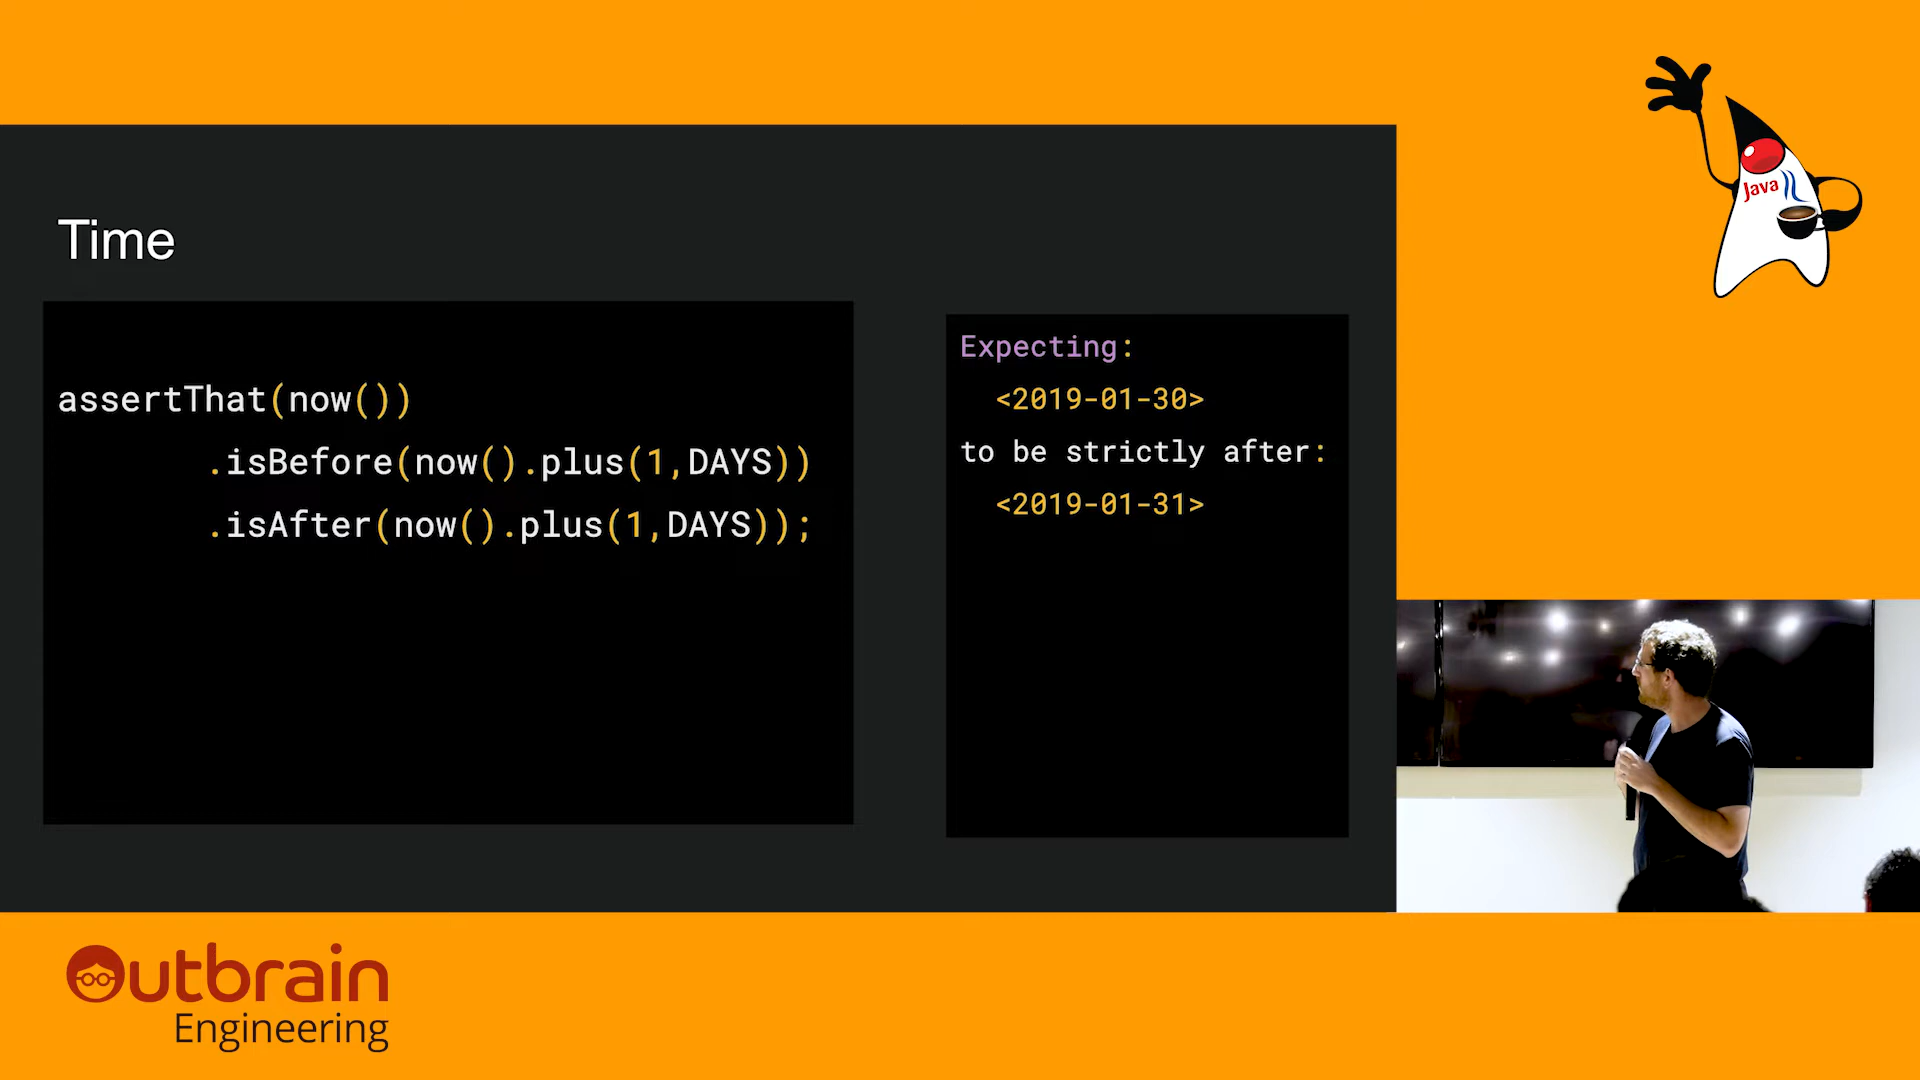 Java
Time
assertThat(now())
.isBefore(now().plus(1,DAYS))
.isAfter(now().plus(1,DAYS));
Expecting:
<2019-01-30>
to be strictly after:
<2019-01-31>
Outbrain
Engineering